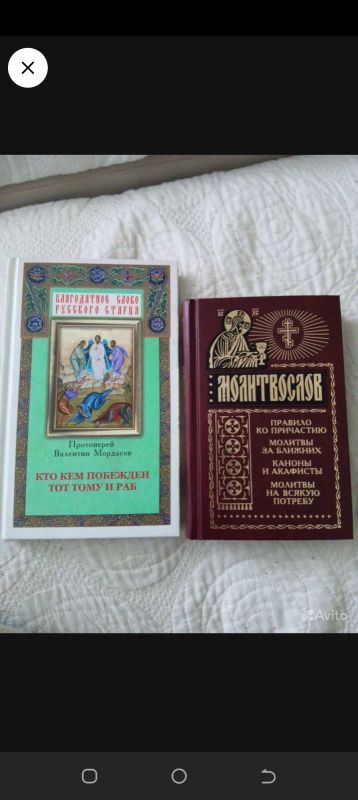 БЛАГОДАТНОЕ СЛОВО
РУССКОГО СТАРЦА
Протоиерей
Валентин Мордасов
КТО КЕМ ПОБЕЖДЕН
ТОТ ТОМУ И РАБ
МОЛИТВОСЛОВ
ПРАВИЛО
КО ПРИЧАСТИЮ
МОЛИТВЫ
ЗА БЛИЖНИХ
КАНОНЫ
И АКАФИСТЫ
МОЛИТВЫ
НА ВСЯКУЮ
ПОТРЕБУ
Avito